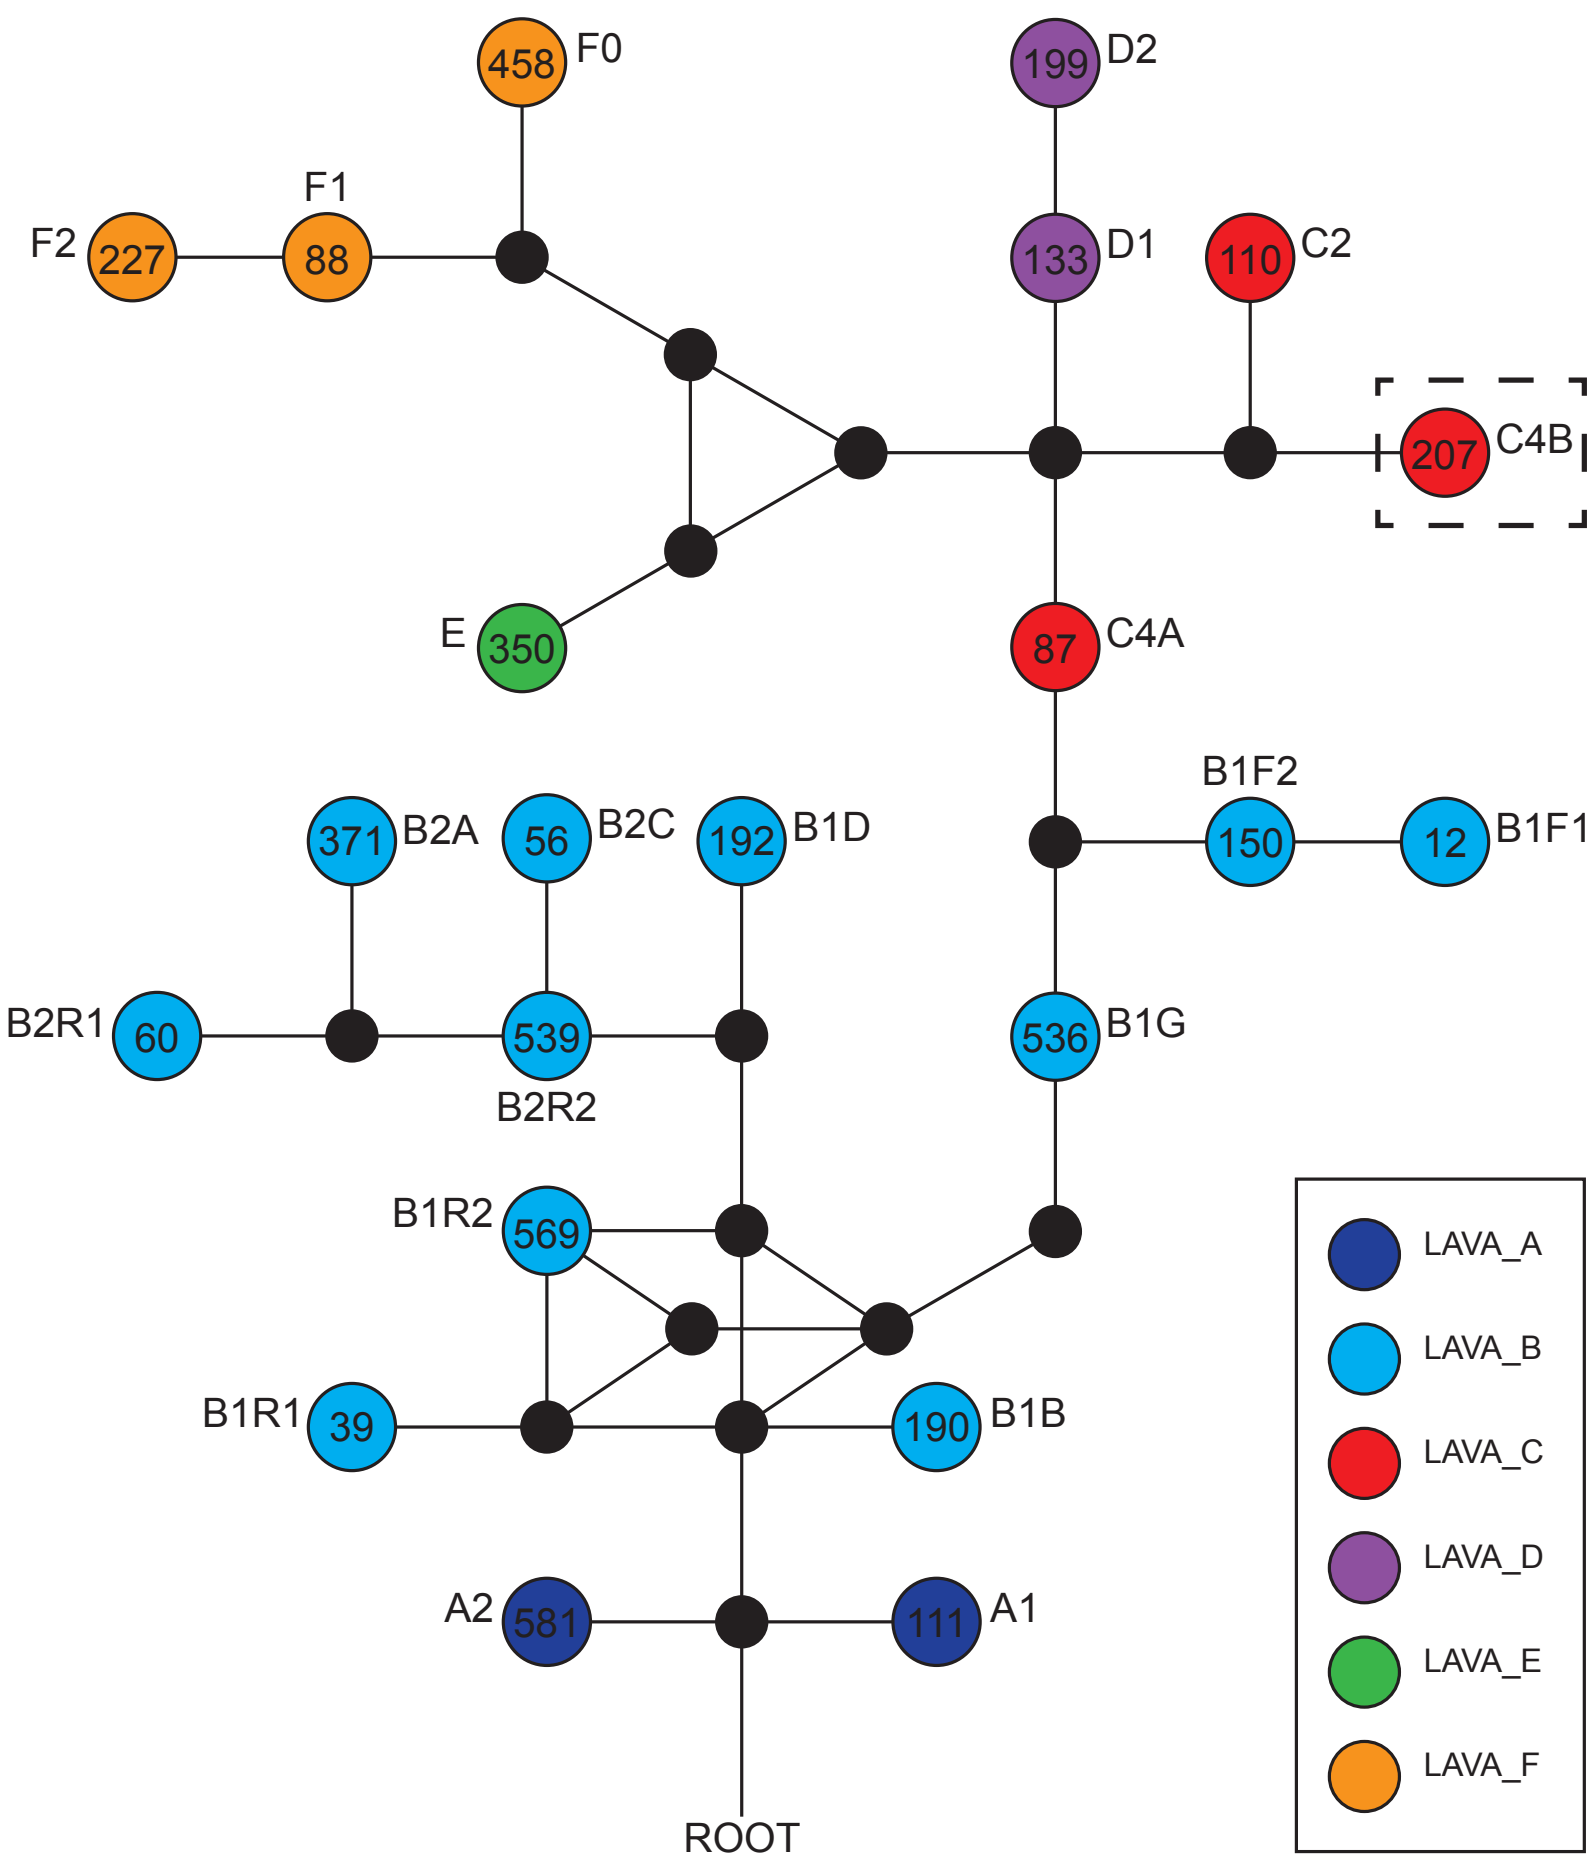 458 F0
199 D2
F1
F2 227 88
133 D1
110 C2
207 C4B
E 350
87 C4A
B1F2
371 B2A
56 B2C
192 B1D
150 12 B1F1
B2R1 60
539
B2R2
536 B1G
B1R2 569
B1R1 39
190 B1B
A2 581
111 A1
ROOT
LAVA_A
LAVA_B
LAVA_C
LAVA_D
LAVA_E
LAVA_F